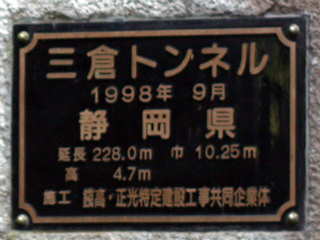 三倉トンネル
1998年 9月
静岡県
延長 228.0m 巾 10.25m
高 4.7m
施工 錢高・正光特定建設工事共同企業体